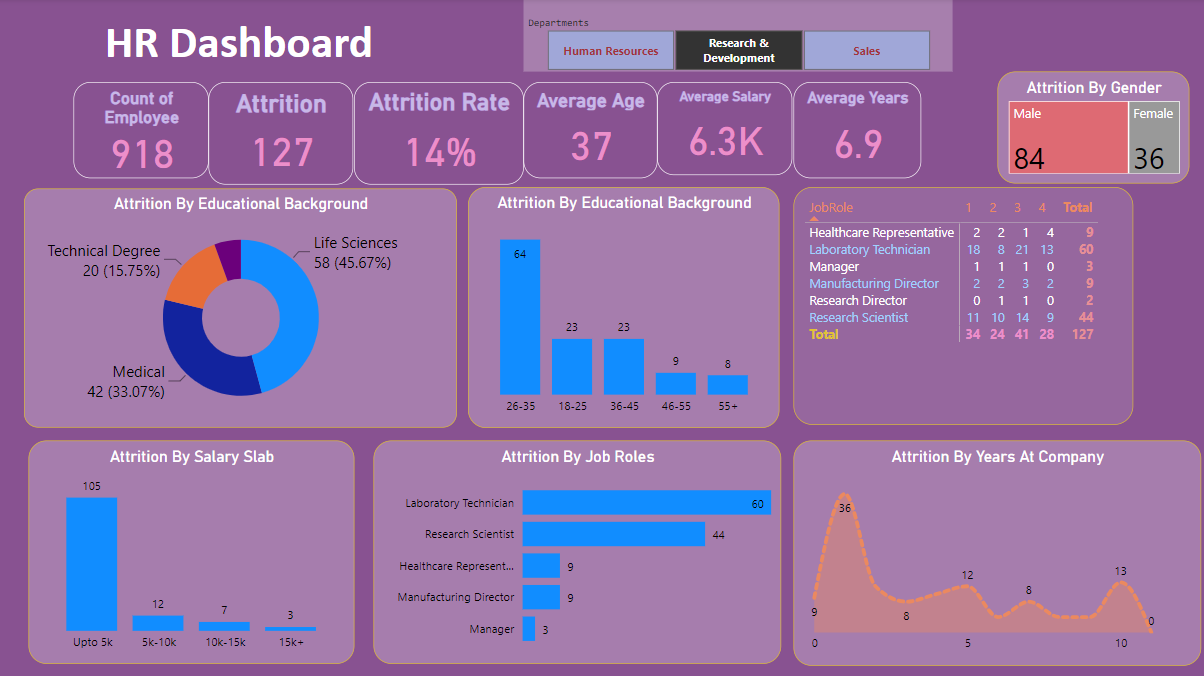 HR Dashboard
Departments
Human Resources
Research &
Development
Sales
Count of
Employee
918
Attrition
127
Attrition Rate
14%
Average Age
37
Average Salary
6.3K
Average Years
6.9
Attrition By Gender
Male
84
Female
36
Attrition By Educational Background
Life Sciences
58 (45.67%)
Technical Degree
20 (15.75%)
Medical
42 (33.07%)
Attrition By Educational Background
64
23
23
9
8
26-35
18-25
36-45
46-55
55+
JobRole 1 2 3 4 Total
Healthcare Representative 2 2 1 4 9
Laboratory Technician 18 8 21 13 60
Manager 1 1 1 0 3
Manufacturing Director 2 2 3 2 9
Research Director 0 1 1 0 2
Research Scientist 11 10 14 9 44
Total 34 24 41 28 127
Attrition By Salary Slab
105
12
7
3
Upto 5k
5k-10k
10k-15k
15k+
Attrition By Job Roles
Laboratory Technician 60
Research Scientist 44
Healthcare Represent... 9
Manufacturing Director 9
Manager 3
Attrition By Years At Company
36
9
8
12
8
13
0
0
5
10